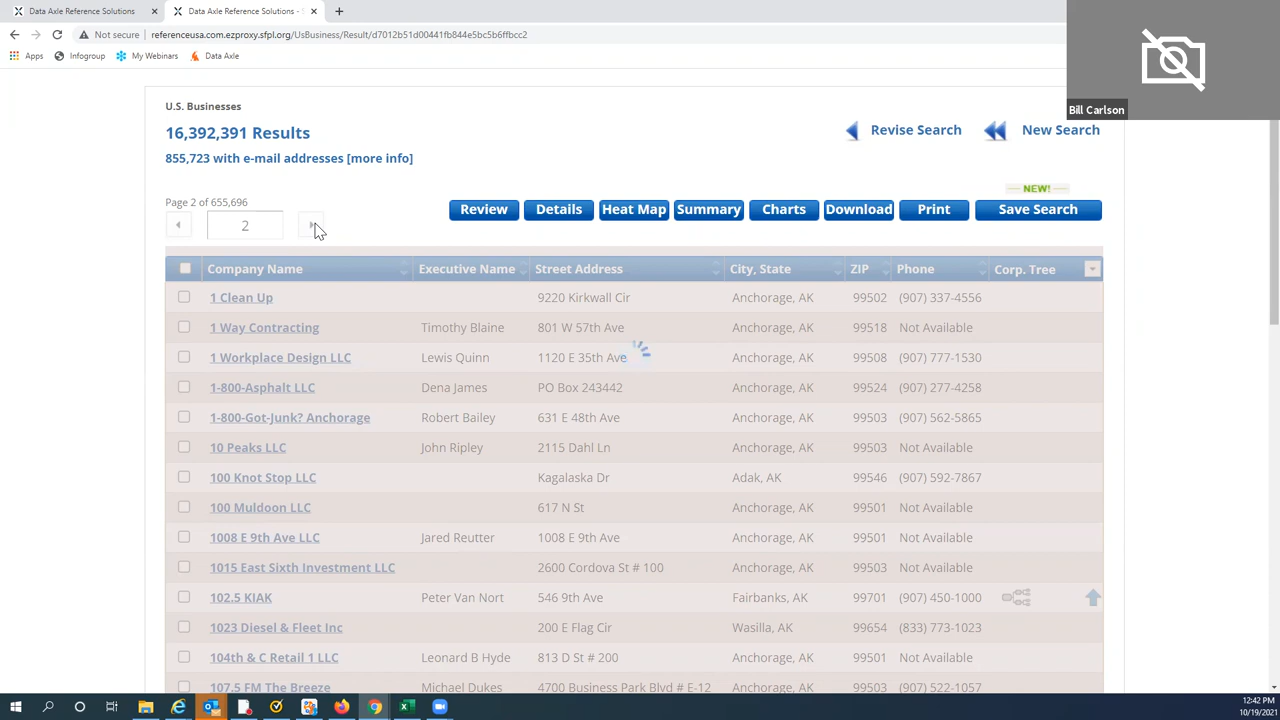 Data Axle Reference Solutions
Data Axle Reference Solutions - S
Not secure referenceusa.com.ezproxy.sfpl.org/UsBusiness/Result/d7012b51d00441fb844e5bc5b6ffbcc2
Apps Infogroup My Webinars Data Axle
Bill Carlson
U.S. Businesses
16,392,391 Results
Revise Search New Search
855,723 with e-mail addresses [more info]
NEW!
Page 2 of 655,696
Review Details Heat Map Summary Charts Download Print Save Search
2
Company Name Executive Name Street Address City, State ZIP Phone Corp. Tree
1 Clean Up 9220 Kirkwall Cir Anchorage, AK 99502 (907) 337-4556
1 Way Contracting Timothy Blaine 801 W 57th Ave Anchorage, AK 99518 Not Available
1 Workplace Design LLC Lewis Quinn 1120 E 35th Ave Anchorage, AK 99508 (907) 777-1530
1-800-Asphalt LLC Dena James PO Box 243442 Anchorage, AK 99524 (907) 277-4258
1-800-Got-Junk? Anchorage Robert Bailey 631 E 48th Ave Anchorage, AK 99503 (907) 562-5865
10 Peaks LLC John Ripley 2115 Dahl Ln Anchorage, AK 99503 Not Available
100 Knot Stop LLC Kagalaska Dr Adak, AK 99546 (907) 592-7867
100 Muldoon LLC 617 N St Anchorage, AK 99501 Not Available
1008 E 9th Ave LLC Jared Reutter 1008 E 9th Ave Anchorage, AK 99501 Not Available
1015 East Sixth Investment LLC 2600 Cordova St # 100 Anchorage, AK 99503 Not Available
102.5 KIAK Peter Van Nort 546 9th Ave Fairbanks, AK 99701 (907) 450-1000
1023 Diesel & Fleet Inc 200 E Flag Cir Wasilla, AK 99654 (833) 773-1023
104th & C Retail 1 LLC Leonard B Hyde 813 D St # 200 Anchorage, AK 99501 Not Available
107.5 FM The Breeze Michael Dukes 4700 Business Park Blvd # E-12 Anchorage, AK 99503 (907) 522-1057
12:42 PM
10/19/2021